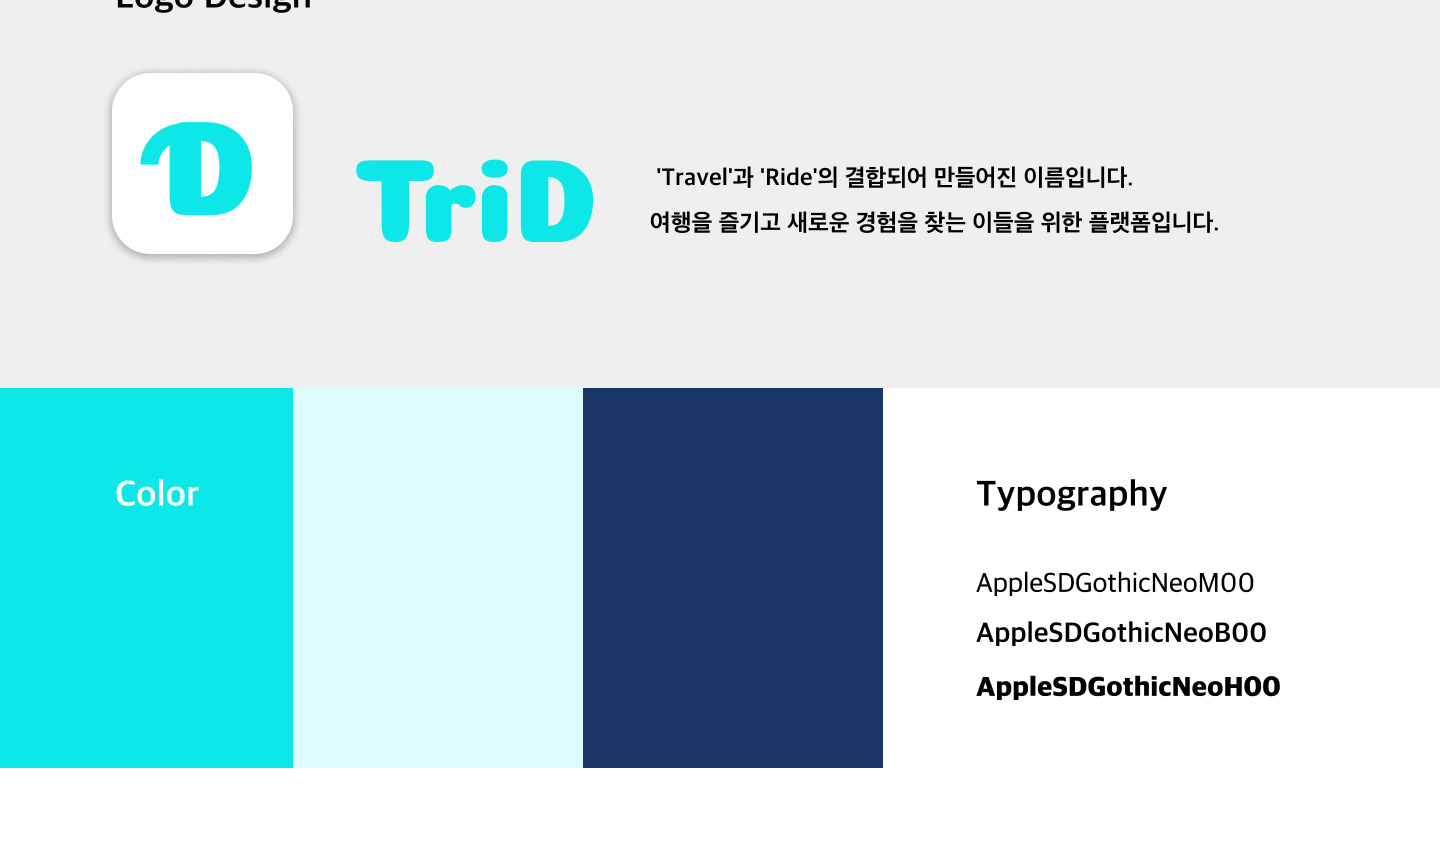 Logo Design
TriD
'Travel'과 'Ride'의 결합되어 만들어진 이름입니다.
여행을 즐기고 새로운 경험을 찾는 이들을 위한 플랫폼입니다.
Color
Typography
AppleSDGothicNeoM00
AppleSDGothicNeoB00
AppleSDGothicNeoH00